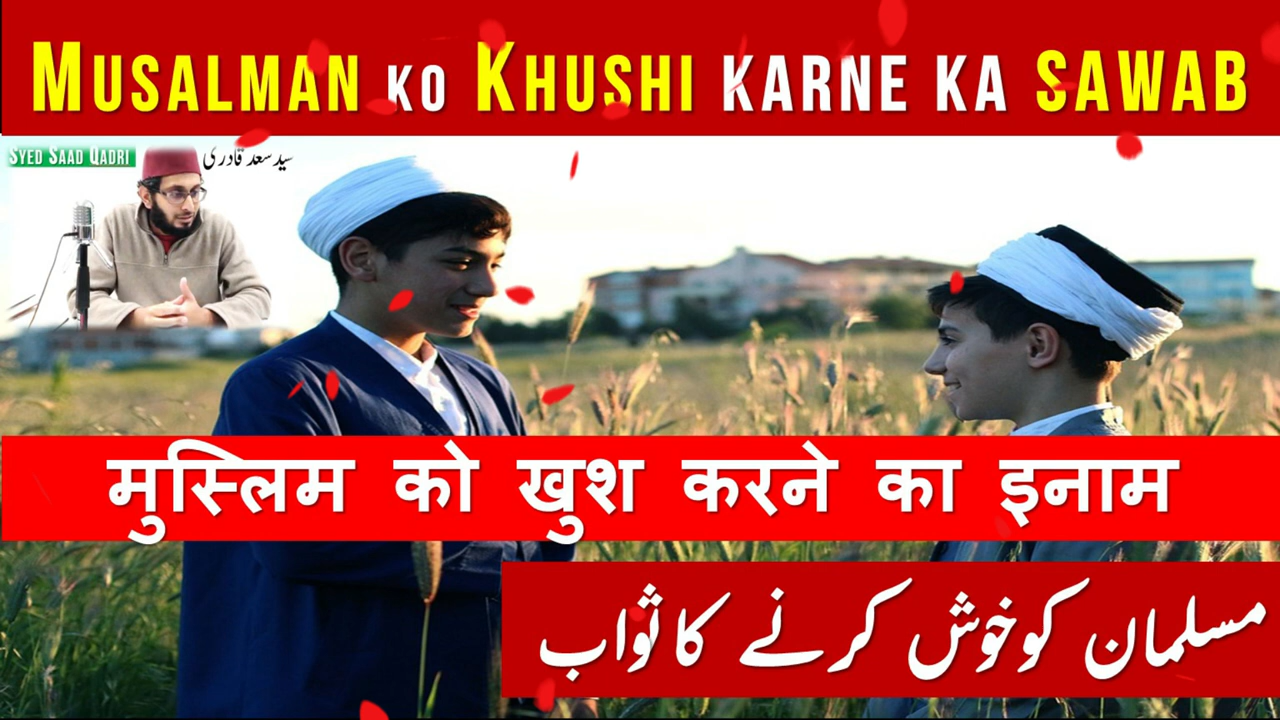 MUSALMAN KO KHUSHI KARNE KA SAWAB
SYED SAAD QADRI
سید سعد قادری
मुस्लिम को खुश करने का इनाम
مسلمان کو خوش کرنے کا ثواب